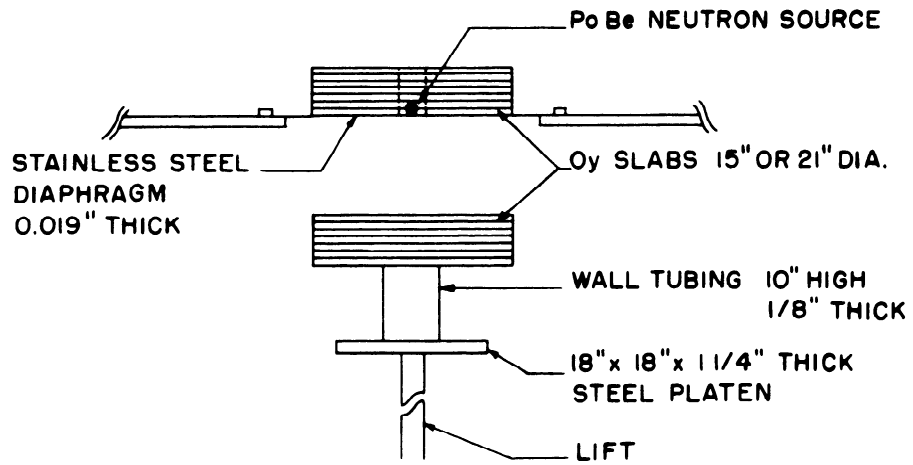 Po Be NEUTRON SOURCE
STAINLESS STEEL
DIAPHRAGM
0.019" THICK
Oy SLABS 15" OR 21" DIA.
WALL TUBING 10" HIGH
1/8" THICK
18" x 18" x 1 1/4" THICK
STEEL PLATEN
LIFT